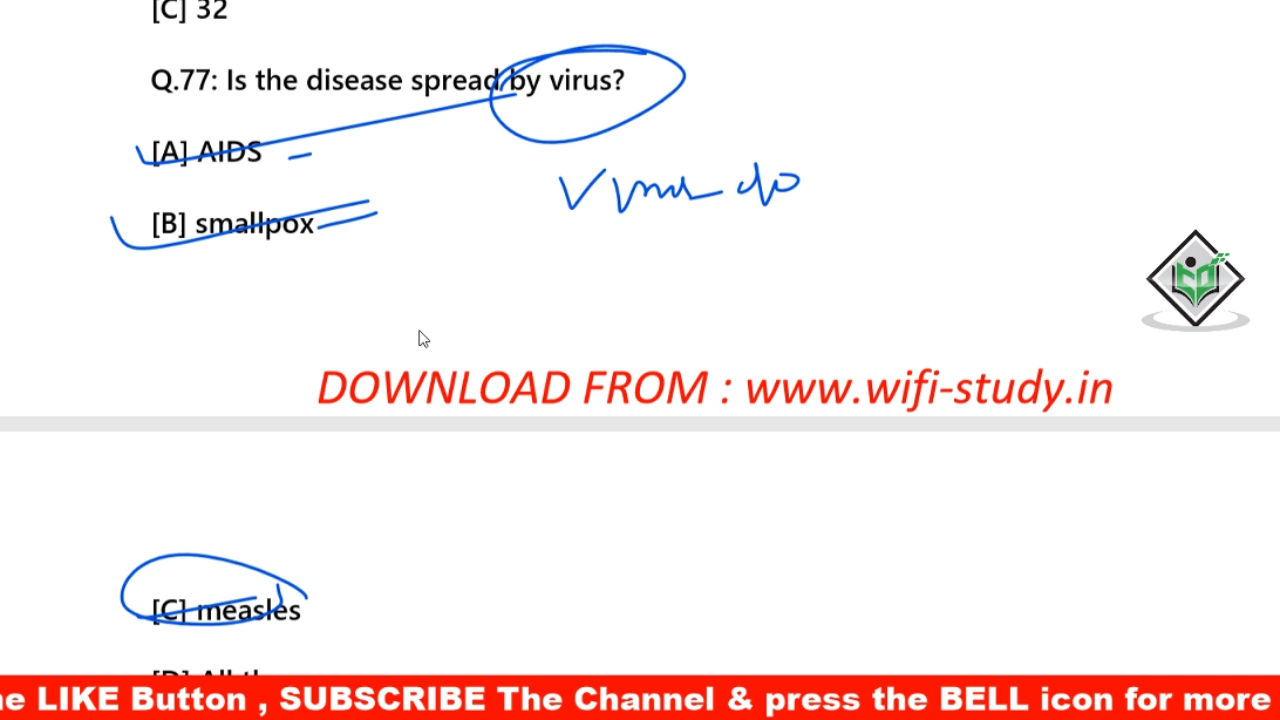 [C] 32
Q.77: Is the disease spread by virus?
[A] AIDS
[B] smallpox
DOWNLOAD FROM : www.wifi-study.in
[C] measles
LIKE Button , SUBSCRIBE The Channel & press the BELL icon for more